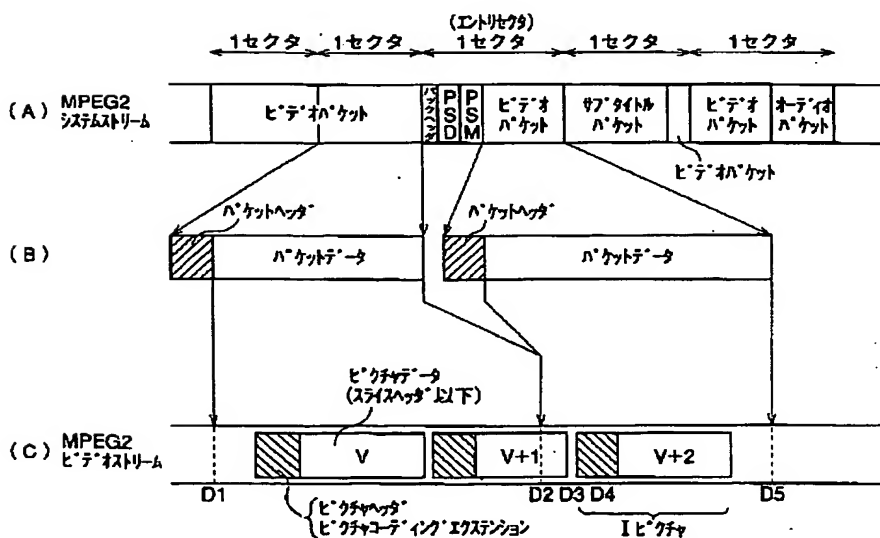 (エントリセクタ)
1セクタ 1セクタ 1セクタ 1セクタ 1セクタ
(A) MPEG2
システムストリーム
ビデオパケット
パックヘッダ
PSD
PSM
ビデオ
パケット
サブタイトル
パケット
ビデオ
パケット
オーディオ
パケット
ビデオパケット
パケットヘッダ
パケットヘッダ
(B)
パケットデータ
パケットデータ
ピクチャデータ
(スライスヘッダ以下)
(C) MPEG2
ビデオストリーム
V
V+1
V+2
D1 D2 D3 D4 D5
ピクチャヘッダ
ピクチャコーディングエクステンション
Iピクチャ